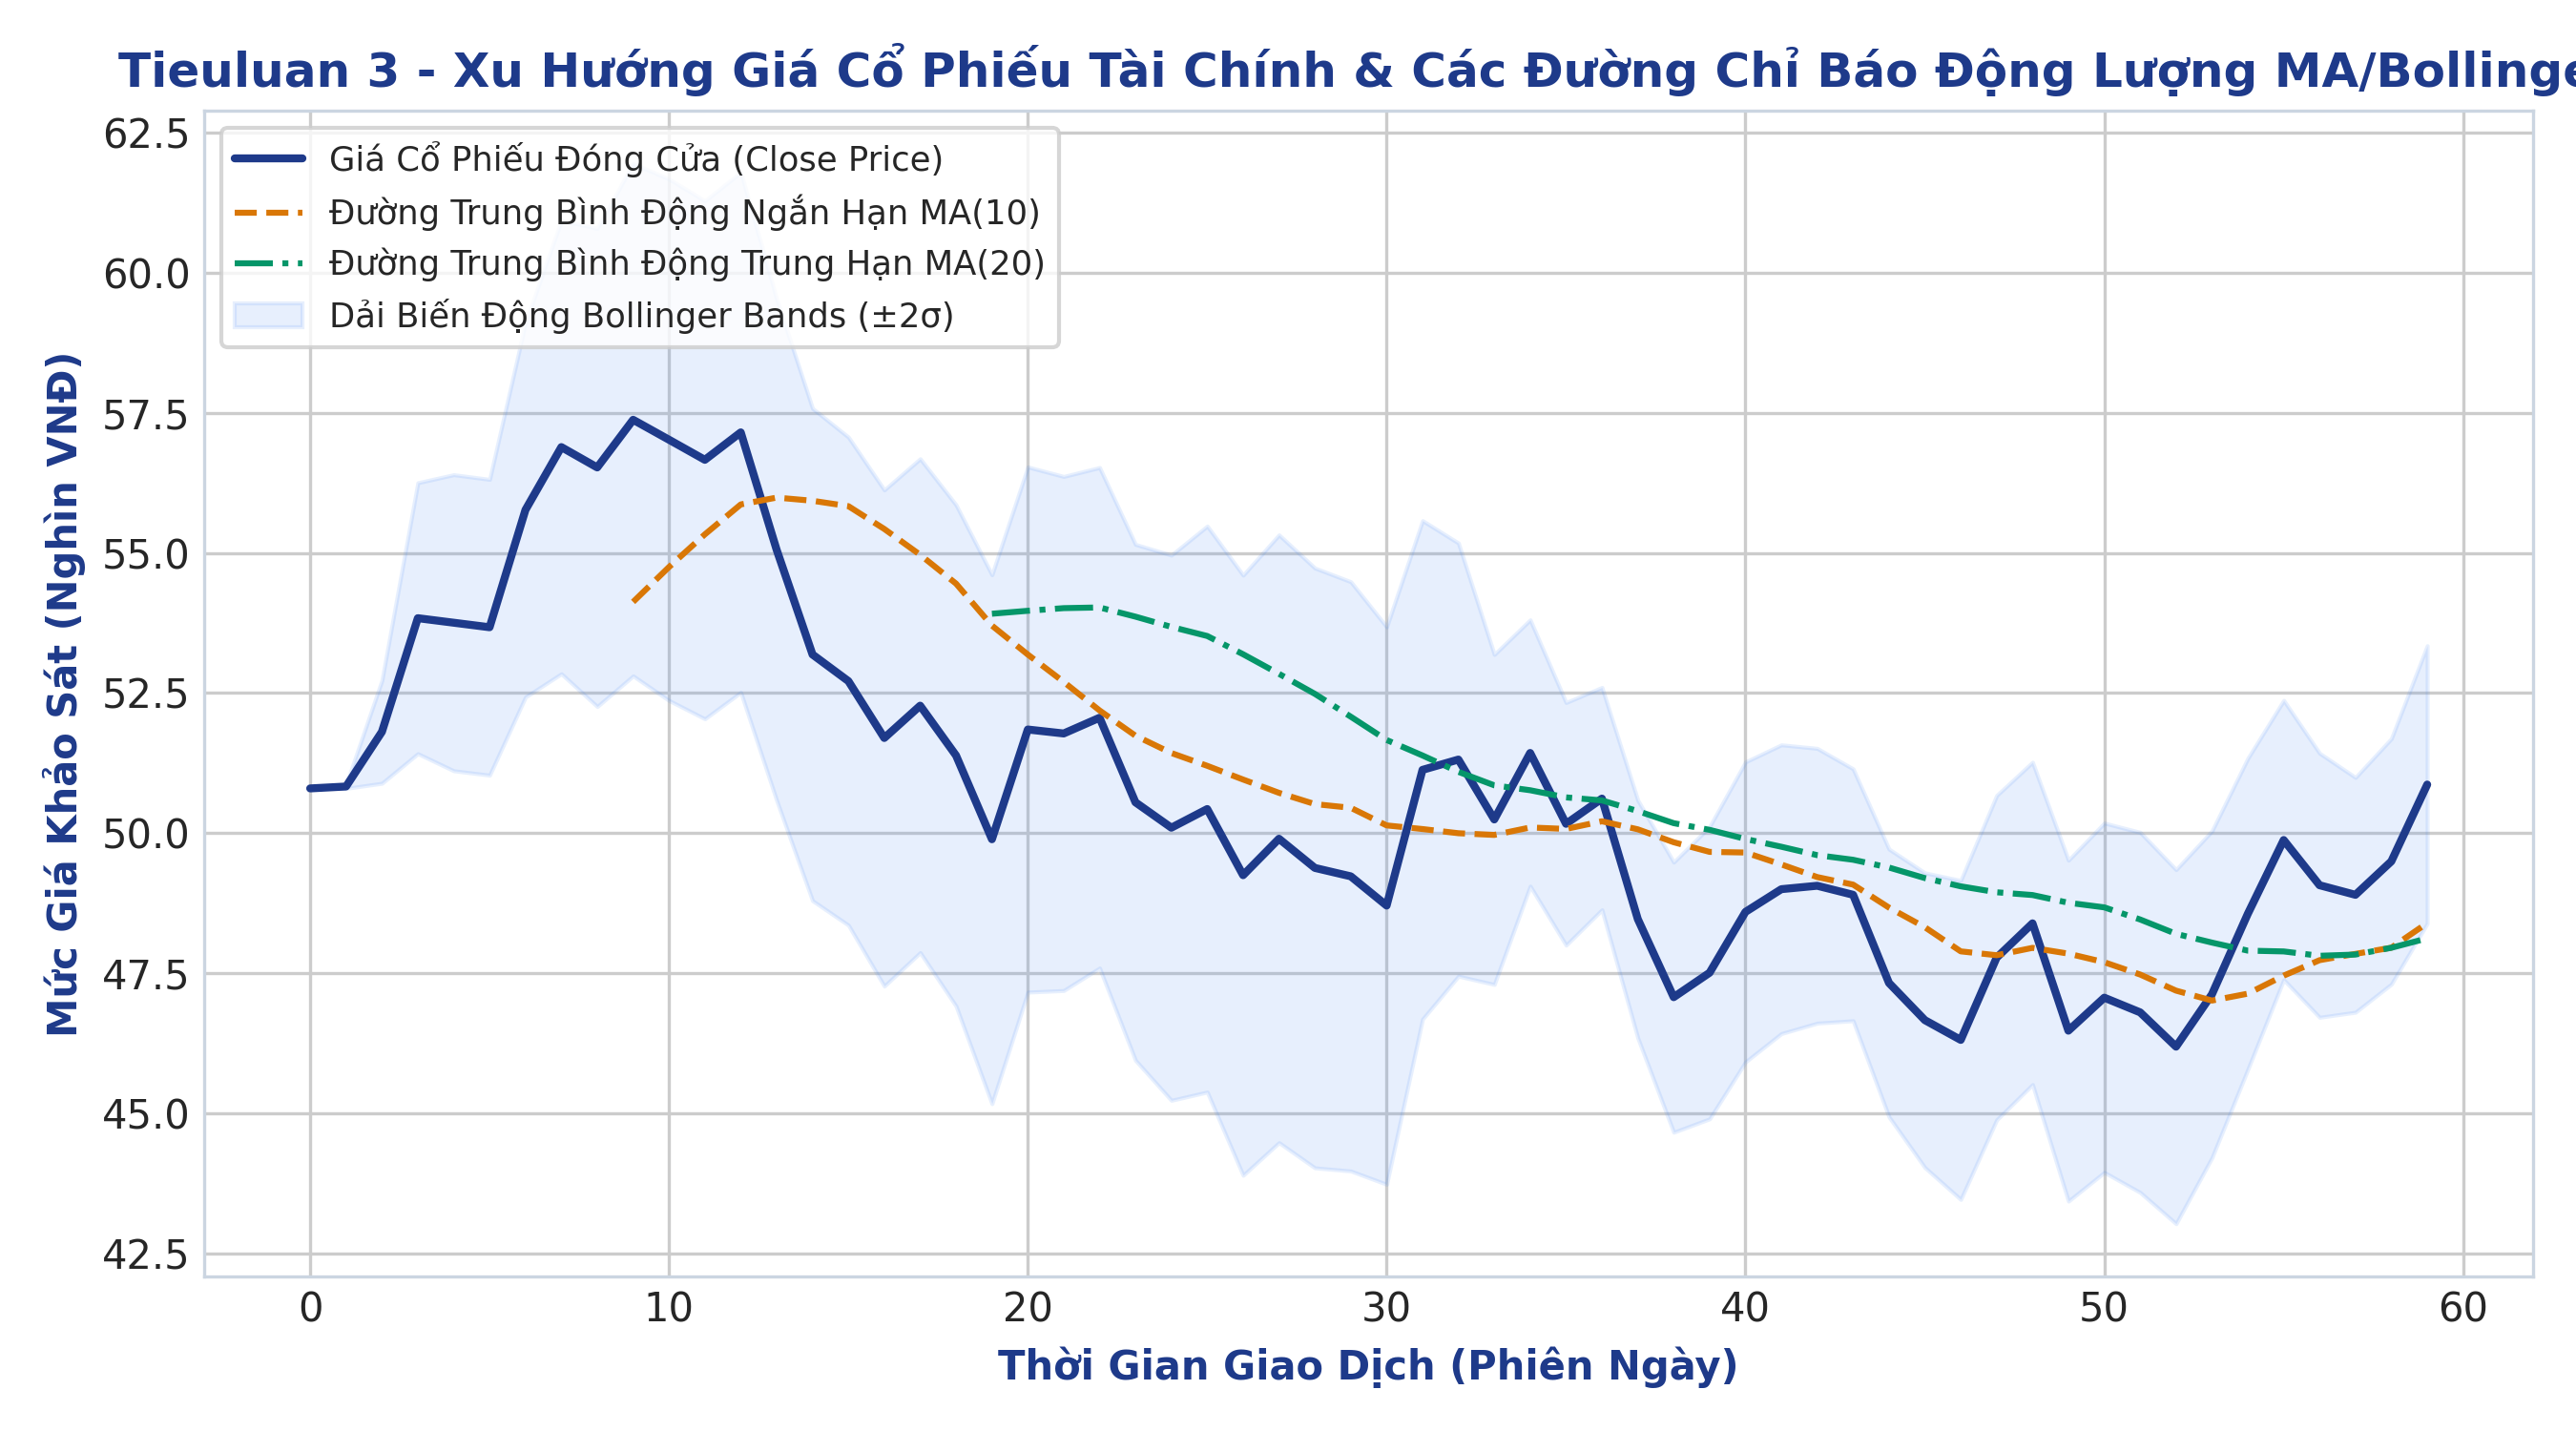 Tieuluan 3 - Xu Hướng Giá Cổ Phiếu Tài Chính & Các Đường Chỉ Báo Động Lượng MA/Bollinge
62.5
60.0
57.5
55.0
52.5
50.0
47.5
45.0
42.5
Mức Giá Khảo Sát (Nghìn VNĐ)
Giá Cổ Phiếu Đóng Cửa (Close Price)
Đường Trung Bình Động Ngắn Hạn MA(10)
Đường Trung Bình Động Trung Hạn MA(20)
Dải Biến Động Bollinger Bands (±2σ)
0 10 20 30 40 50 60
Thời Gian Giao Dịch (Phiên Ngày)